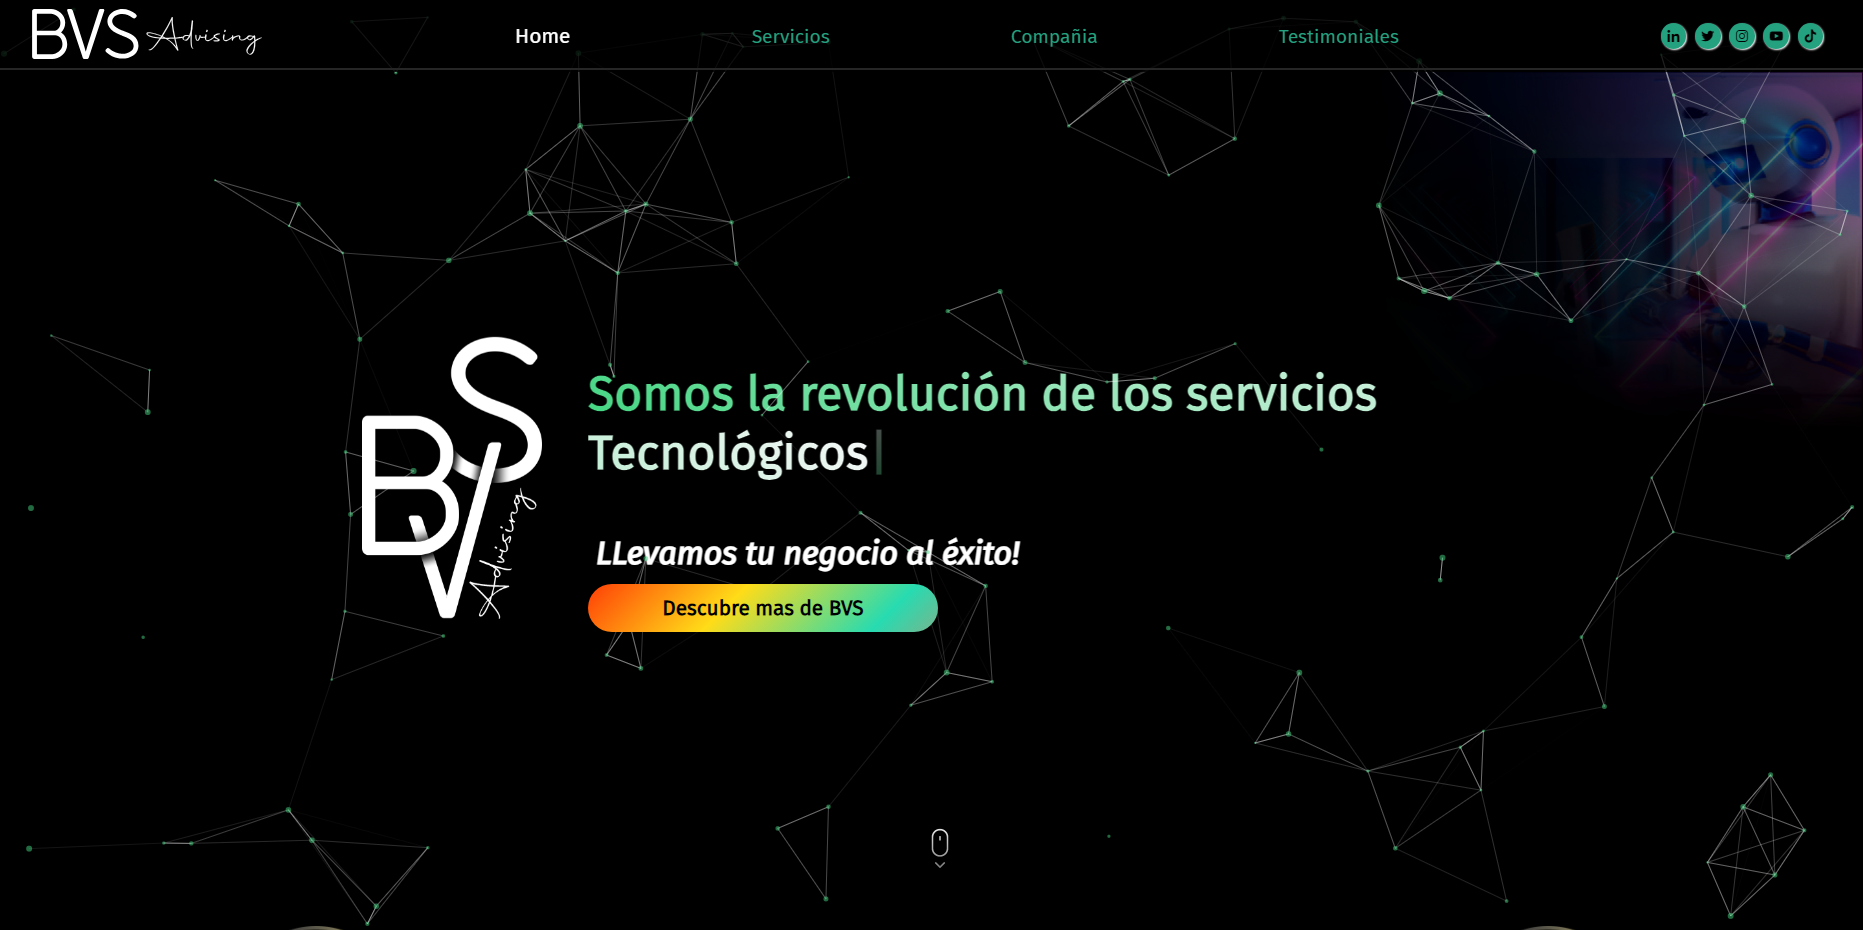 BVS Advising
Home
Servicios
Compañia
Testimoniales
BVS
Advising
Somos la revolución de los servicios
Tecnológicos
LLevamos tu negocio al éxito!
Descubre mas de BVS